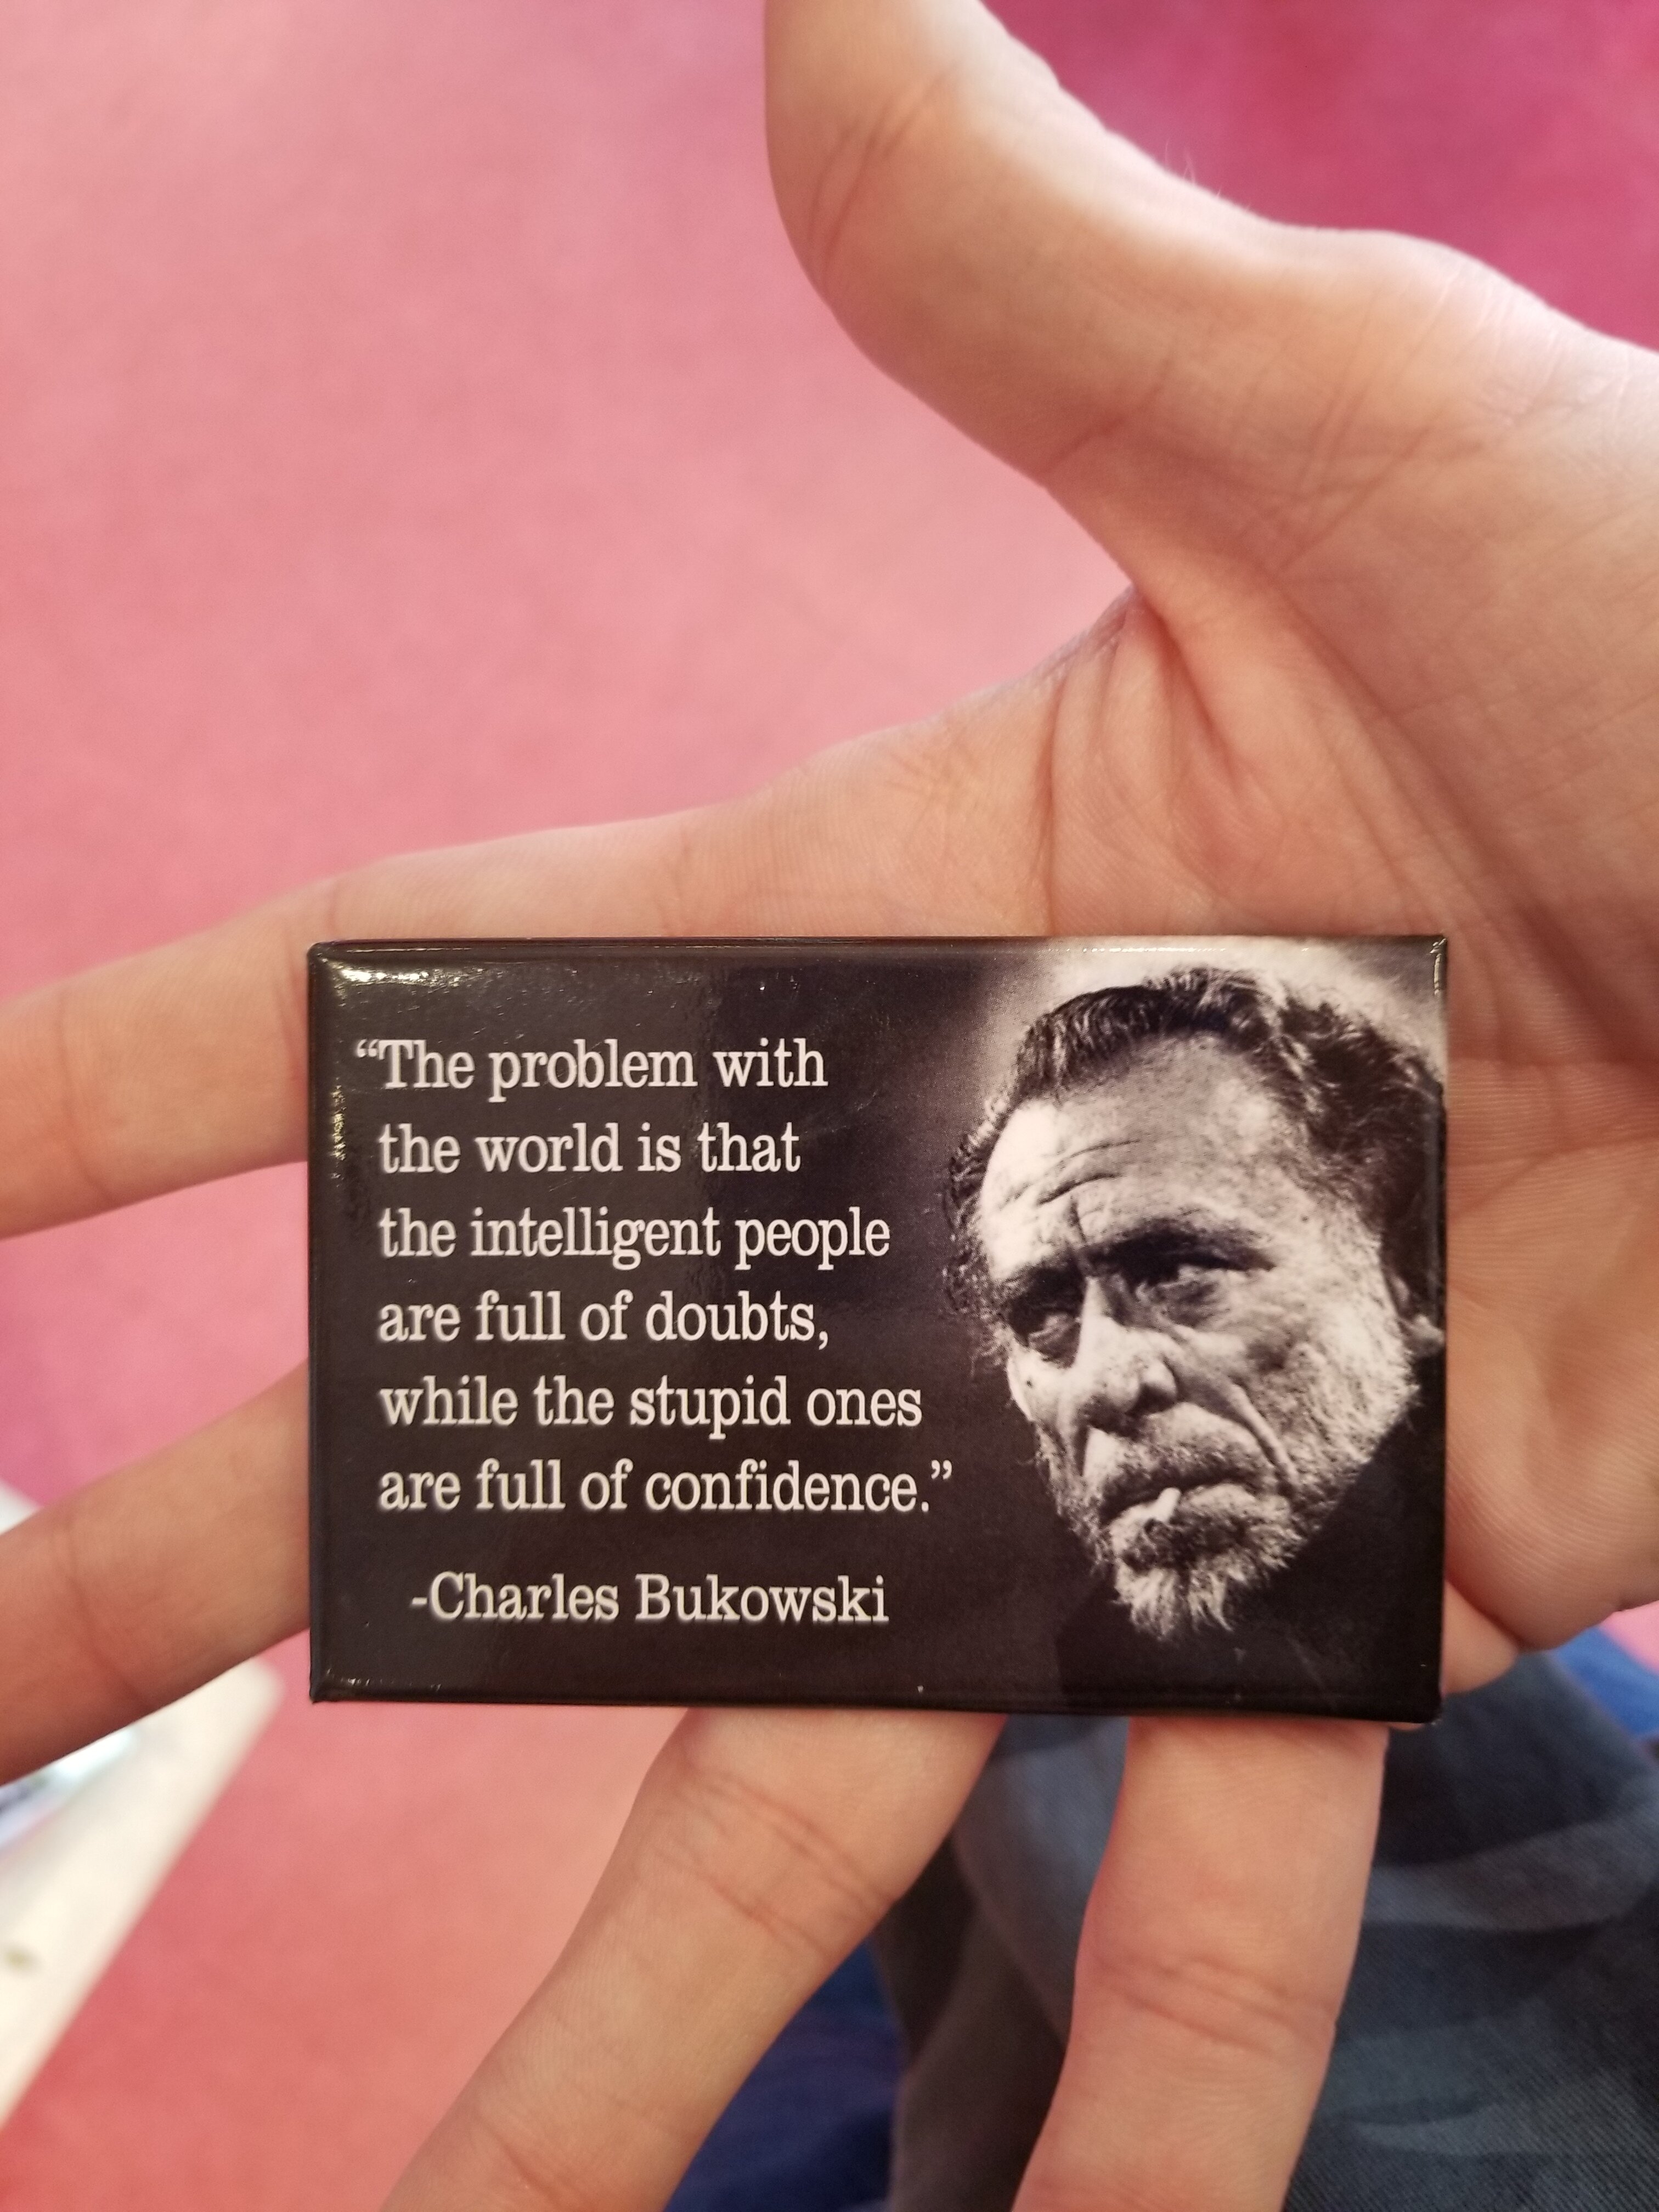 “The problem with
the world is that
the intelligent people
are full of doubts,
while the stupid ones
are full of confidence.”
-Charles Bukowski